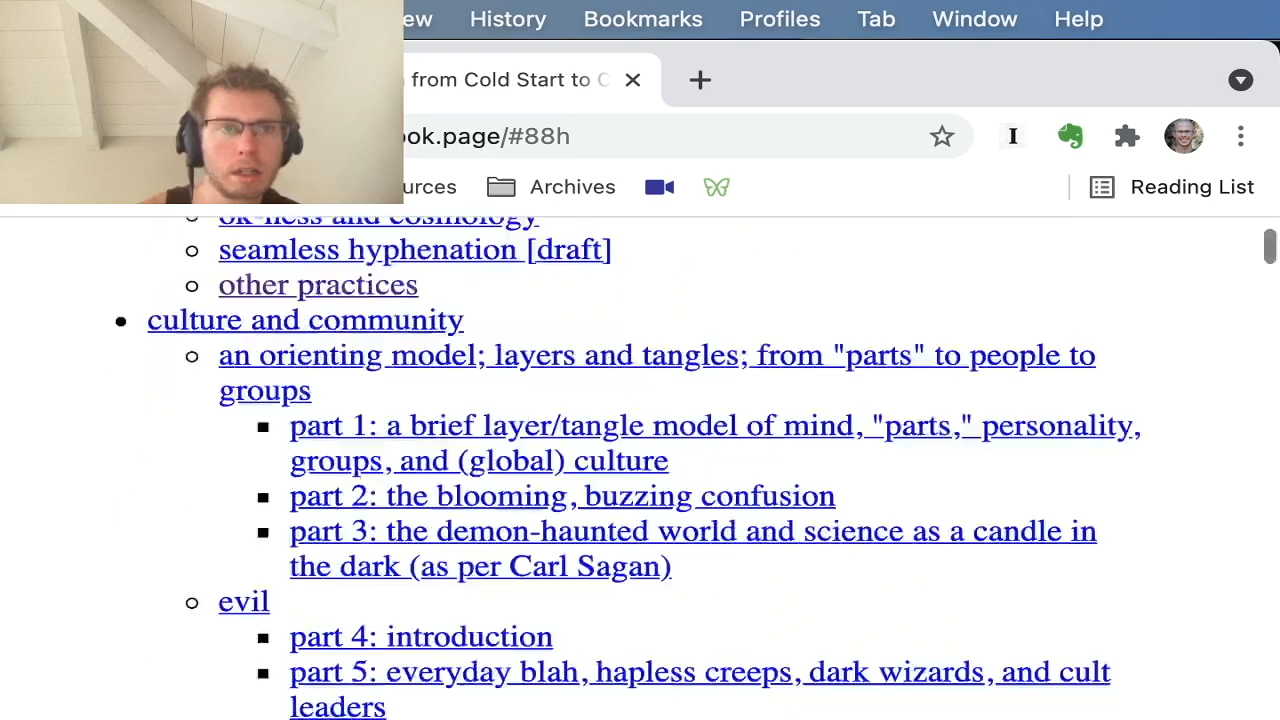 ew History Bookmarks Profiles Tab Window Help
from Cold Start to C
ook.page/#88h
urces Archives Reading List
ok-ness and cosmology
seamless hyphenation [draft]
other practices
culture and community
an orienting model; layers and tangles; from "parts" to people to
groups
part 1: a brief layer/tangle model of mind, "parts," personality,
groups, and (global) culture
part 2: the blooming, buzzing confusion
part 3: the demon-haunted world and science as a candle in
the dark (as per Carl Sagan)
evil
part 4: introduction
part 5: everyday blah, hapless creeps, dark wizards, and cult
leaders